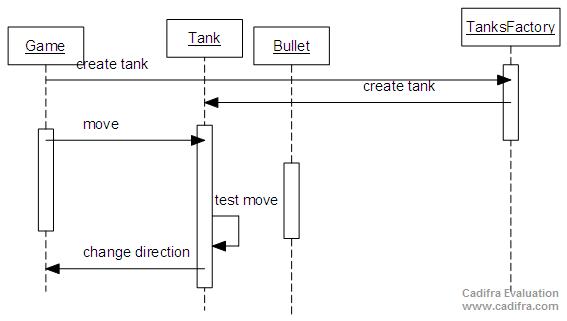 Game
Tank
Bullet
TanksFactory
create tank
create tank
move
test move
change direction
Cadifra Evaluation
www.cadifra.com